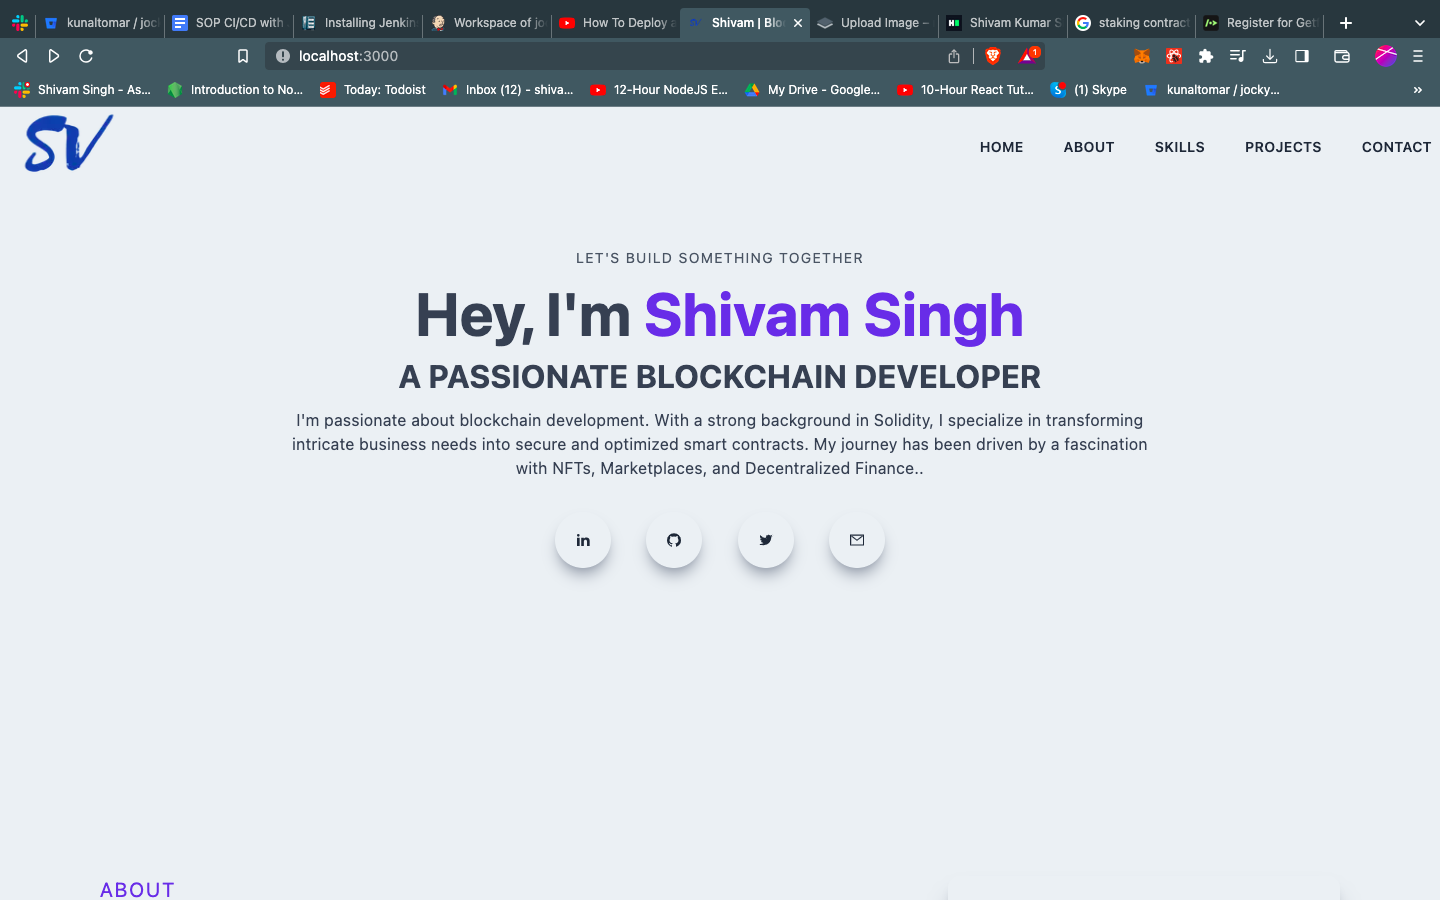 kunaltomar / joc
SOP CI/CD with
Installing Jenkin
Workspace of jo
How To Deploy a
Shivam | Blo
Upload Image –
Shivam Kumar S
staking contract
Register for Get
localhost:3000
1
Shivam Singh - As...
Introduction to No...
Today: Todoist
Inbox (12) - shiva...
12-Hour NodeJS E...
My Drive - Google...
10-Hour React Tut...
(1) Skype
kunaltomar / jocky...
SV
HOME
ABOUT
SKILLS
PROJECTS
CONTACT
LET'S BUILD SOMETHING TOGETHER
Hey, I'm Shivam Singh
A PASSIONATE BLOCKCHAIN DEVELOPER
I'm passionate about blockchain development. With a strong background in Solidity, I specialize in transforming
intricate business needs into secure and optimized smart contracts. My journey has been driven by a fascination
with NFTs, Marketplaces, and Decentralized Finance..
in
ABOUT